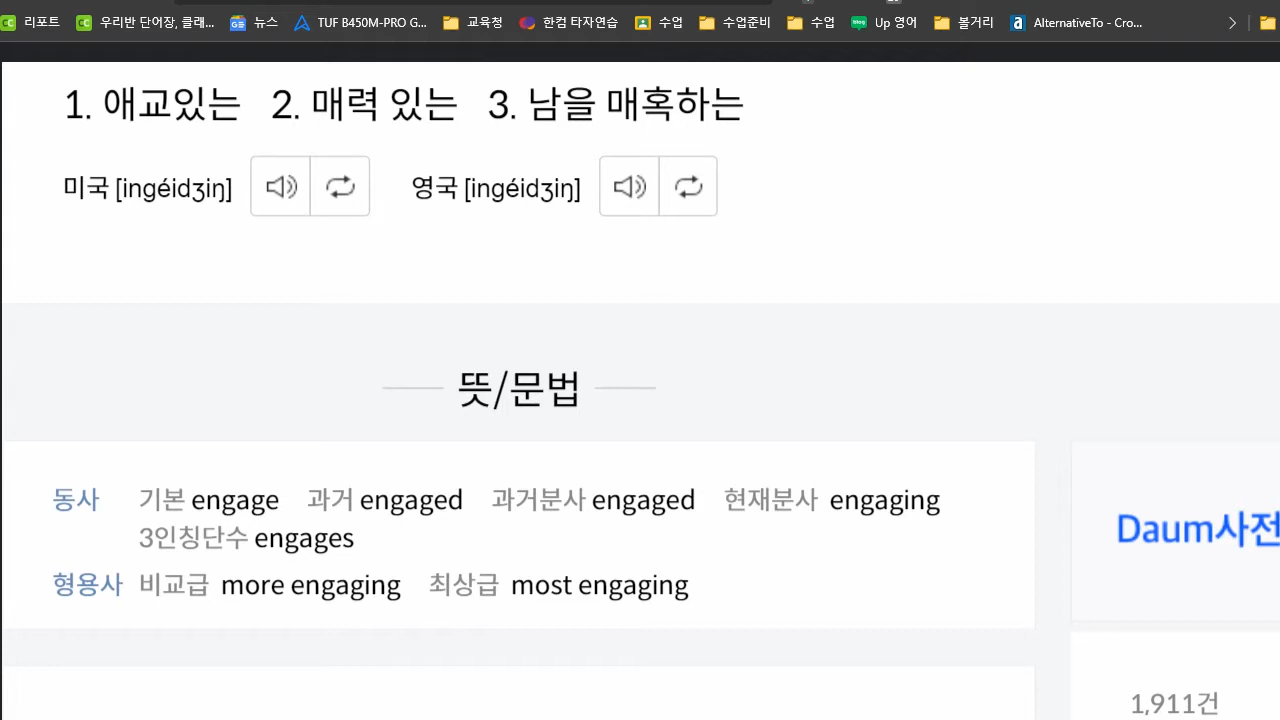 리포트 우리반 단어장, 클래... 뉴스 TUF B450M-PRO G... 교육청 한컴 타자연습 수업 수업준비 수업 Up 영어 볼거리 AlternativeTo - Cro...
1. 애교있는 2. 매력 있는 3. 남을 매혹하는
미국 [ingéidʒiŋ] 영국 [ingéidʒiŋ]
뜻/문법
동사 기본 engage 과거 engaged 과거분사 engaged 현재분사 engaging
3인칭단수 engages
형용사 비교급 more engaging 최상급 most engaging
Daum사전
1,911건